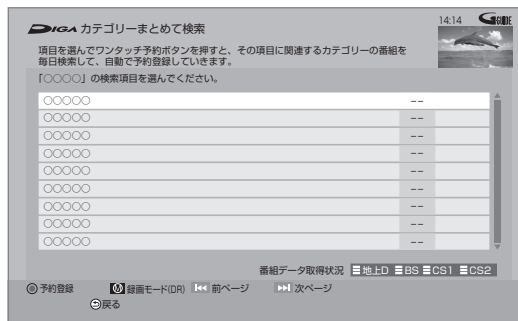 DIGA カテゴリーまとめて検索
14:14 G GUIDE
項目を選んでワンタッチ予約ボタンを押すと、その項目に関連するカテゴリーの番組を
毎日検索して、自動で予約登録していきます。
「○○○○」の検索項目を選んでください。
○○○○○ --
○○○○○ --
○○○○○ --
○○○○○ --
○○○○○ --
○○○○○ --
○○○○○ --
○○○○○ --
○○○○○ --
番組データ取得状況 地上D BS CS1 CS2
予約登録 録画モード(DR) 前ページ 次ページ
戻る